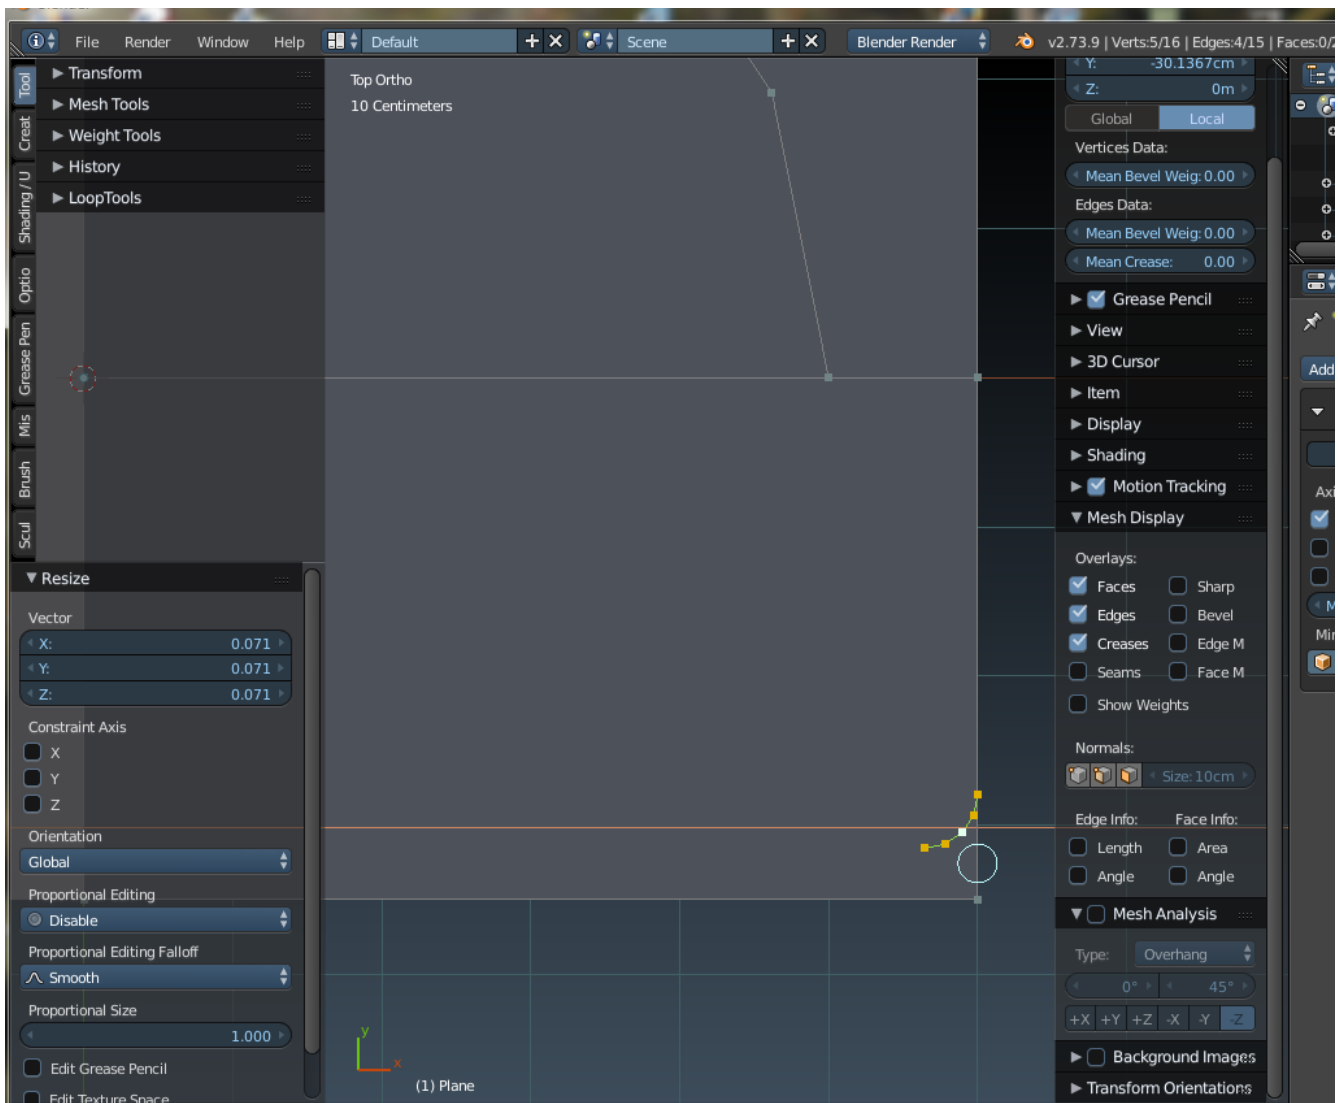 File Render Window Help Default Scene Blender Render v2.73.9 | Verts:5/16 | Edges:4/15 | Faces:0/2
Tool
Creat
Shading / U
Optio
Grease Pen
Mis
Brush
Scul
Transform
Mesh Tools
Weight Tools
History
LoopTools
Resize
Vector
X: 0.071
Y: 0.071
Z: 0.071
Constraint Axis
X
Y
Z
Orientation
Global
Proportional Editing
Disable
Proportional Editing Falloff
Smooth
Proportional Size
1.000
Edit Grease Pencil
Edit Texture Space
Top Ortho
10 Centimeters
y
x
(1) Plane
Y: -30.1367cm
Z: 0m
Global Local
Vertices Data:
Mean Bevel Weig: 0.00
Edges Data:
Mean Bevel Weig: 0.00
Mean Crease: 0.00
Grease Pencil
View
3D Cursor
Item
Display
Shading
Motion Tracking
Mesh Display
Overlays:
Faces Sharp
Edges Bevel
Creases Edge M
Seams Face M
Show Weights
Normals:
Size: 10cm
Edge Info: Face Info:
Length Area
Angle Angle
Mesh Analysis
Type: Overhang
0° 45°
+X +Y +Z -X -Y -Z
Background Images
Transform Orientations
Add
Axi
M
Mir